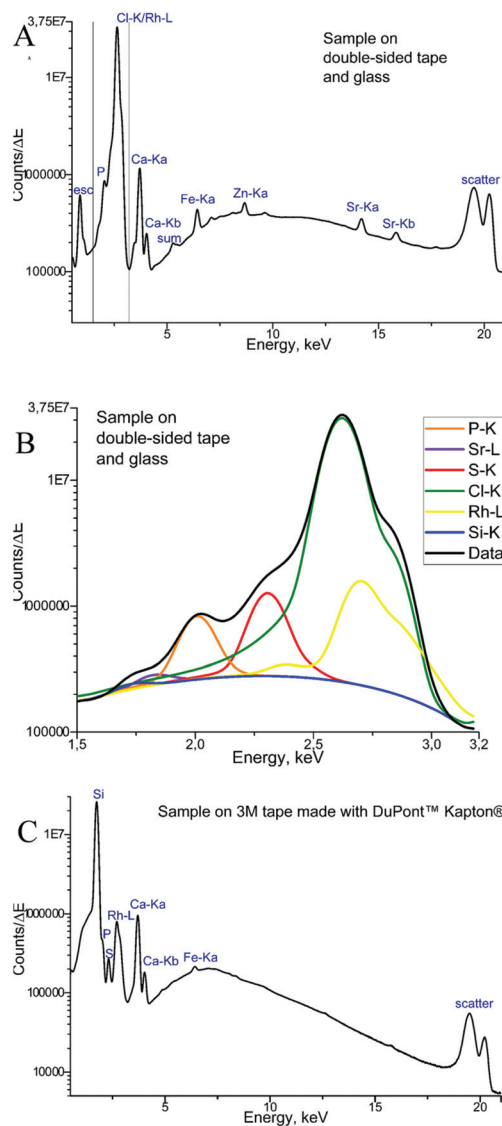 A
3,75E7
Cl-K/Rh-L
Sample on
double-sided tape
and glass
1E7
Counts/ΔE
P
Ca-Ka
esc
1000000
scatter
Fe-Ka
Zn-Ka
Ca-Kb
sum
Sr-Ka
Sr-Kb
100000
5
10
15
20
Energy, keV
B
3,75E7
Sample on
double-sided tape
and glass
P-K
Sr-L
S-K
Cl-K
Rh-L
Si-K
Data
1E7
Counts/ΔE
1000000
100000
1,5
2,0
2,5
3,0
3,2
Energy, keV
C
Si
Sample on 3M tape made with DuPont™ Kapton®
1E7
Counts/ΔE
Rh-L
Ca-Ka
1000000
P
S
Ca-Kb
Fe-Ka
100000
scatter
10000
5
10
15
20
Energy, keV